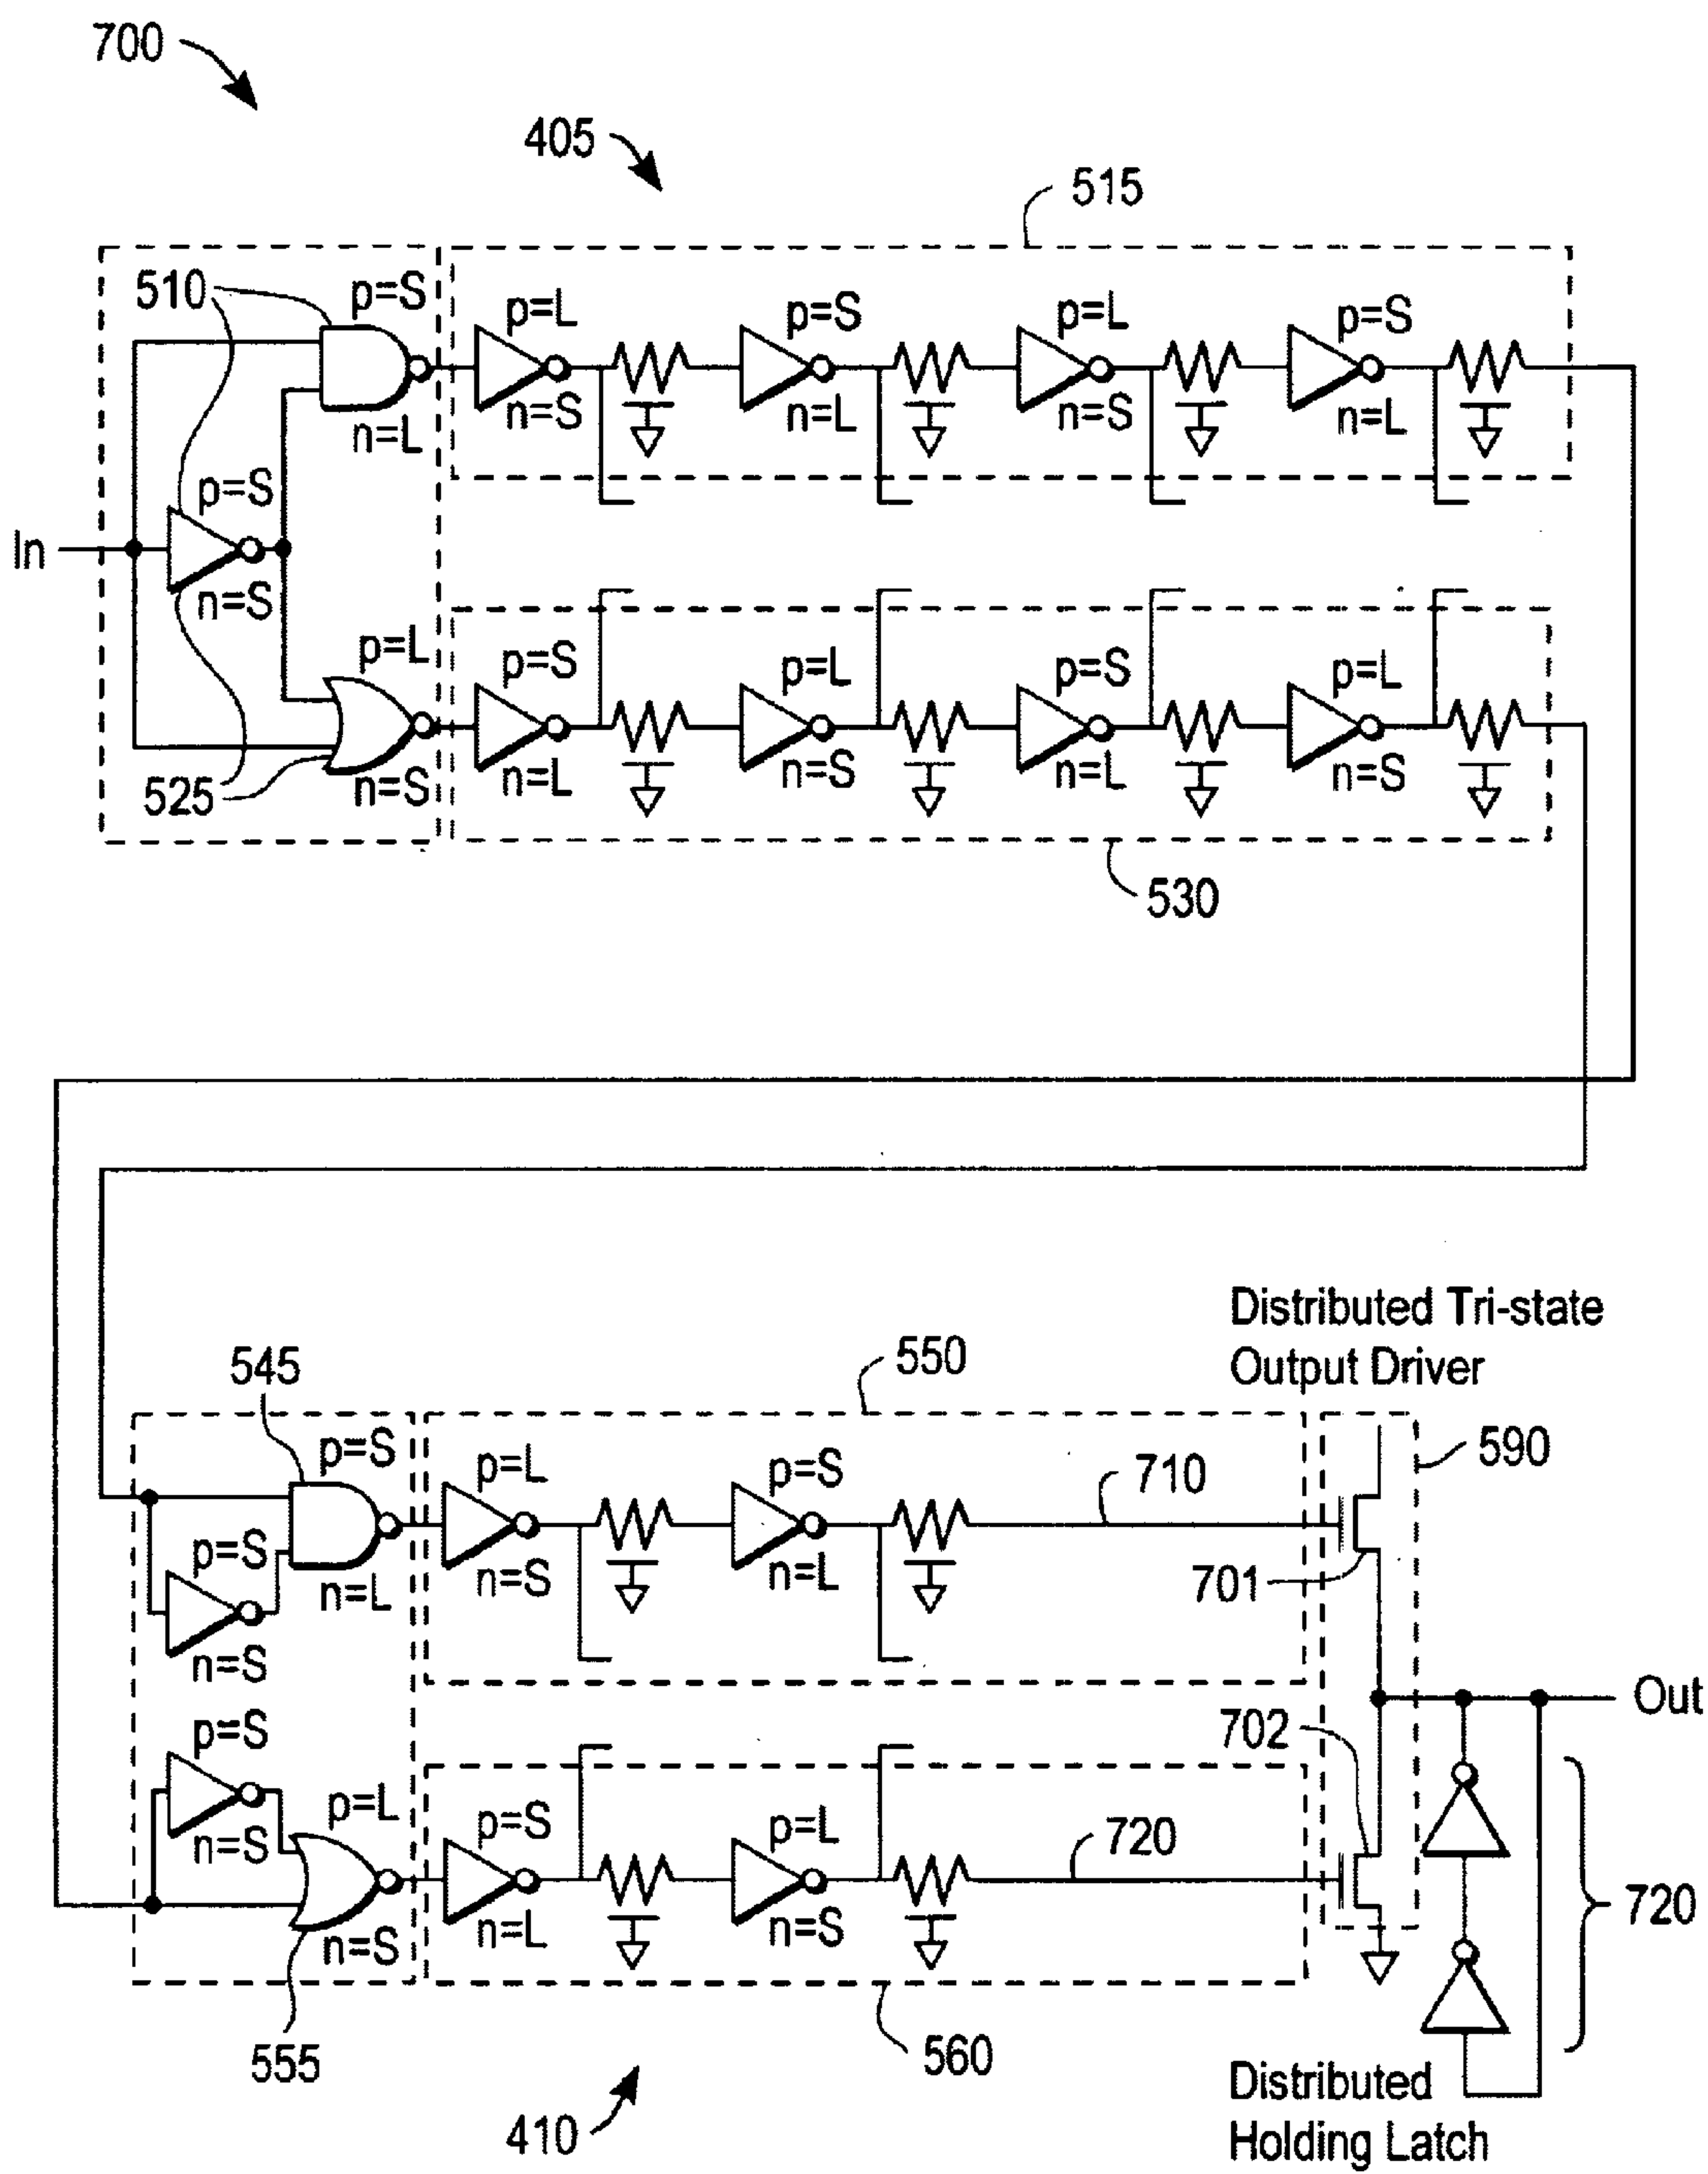 700
405
515
510
p=S
p=L
p=S
p=L
p=S
n=L
n=S
n=L
n=S
n=L
p=S
In
n=S
p=L
p=S
p=L
p=S
p=L
525
n=S
n=L
n=S
n=L
n=S
530
Distributed Tri-state
Output Driver
545
550
590
p=S
p=L
p=S
710
p=S
n=L
n=S
n=L
701
n=S
Out
p=S
702
p=L
p=S
p=L
720
n=S
n=L
n=S
720
n=S
555
560
410
Distributed
Holding Latch